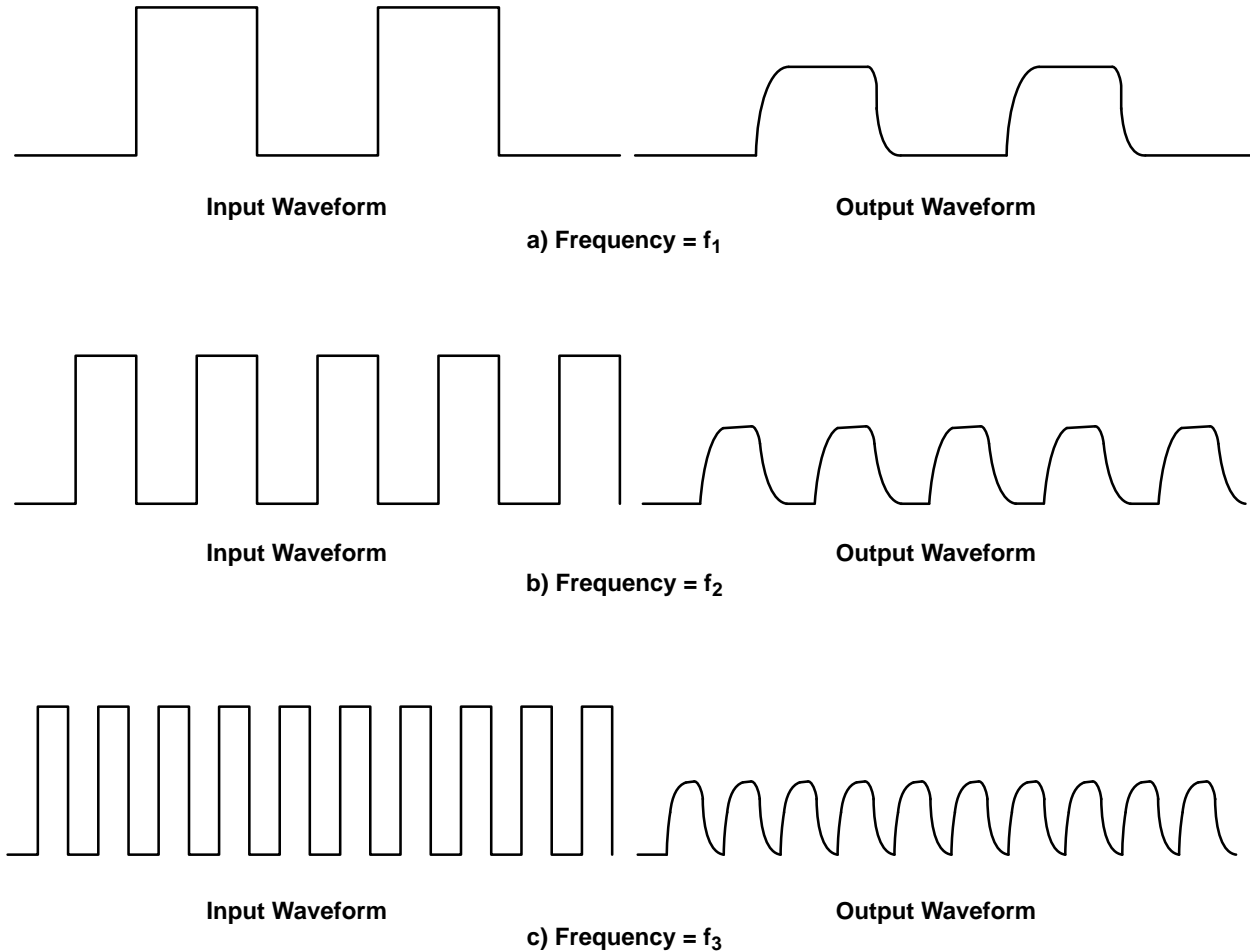 Input Waveform
Output Waveform
a) Frequency = f₁
Input Waveform
Output Waveform
b) Frequency = f₂
Input Waveform
Output Waveform
c) Frequency = f₃